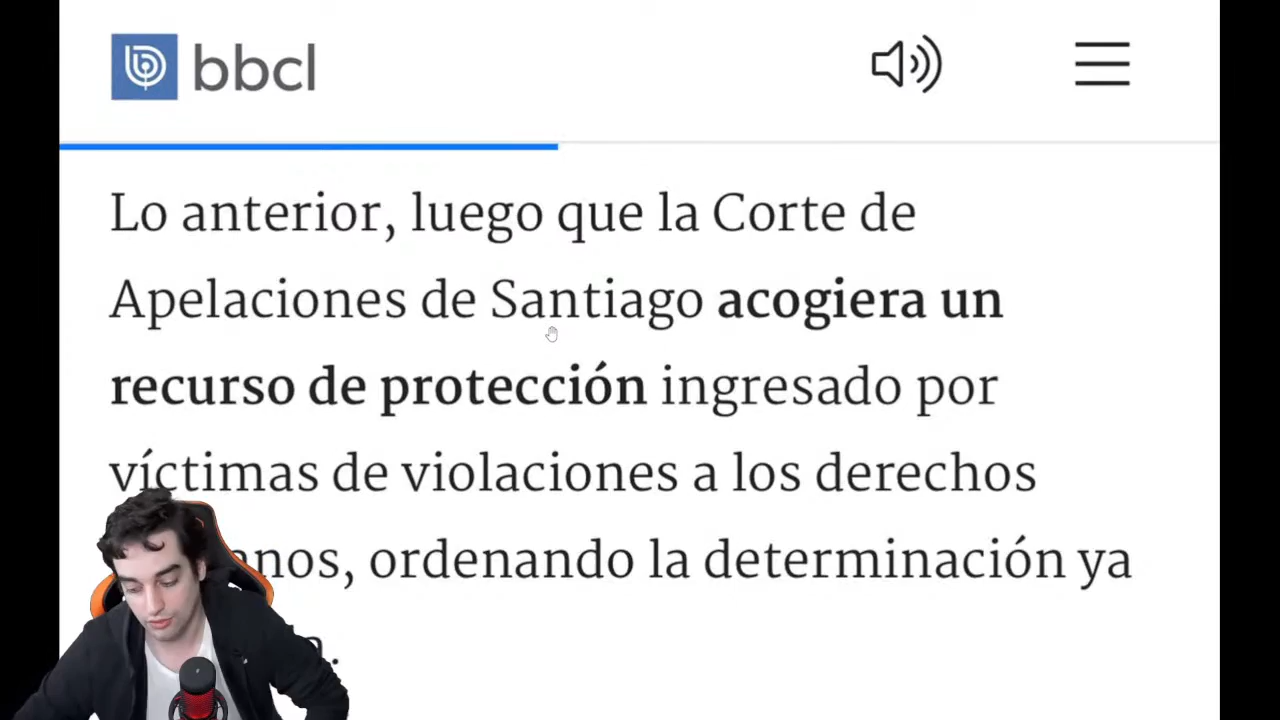 bbcl
Lo anterior, luego que la Corte de
Apelaciones de Santiago acogiera un
recurso de protección ingresado por
víctimas de violaciones a los derechos
ordenando la determinación ya